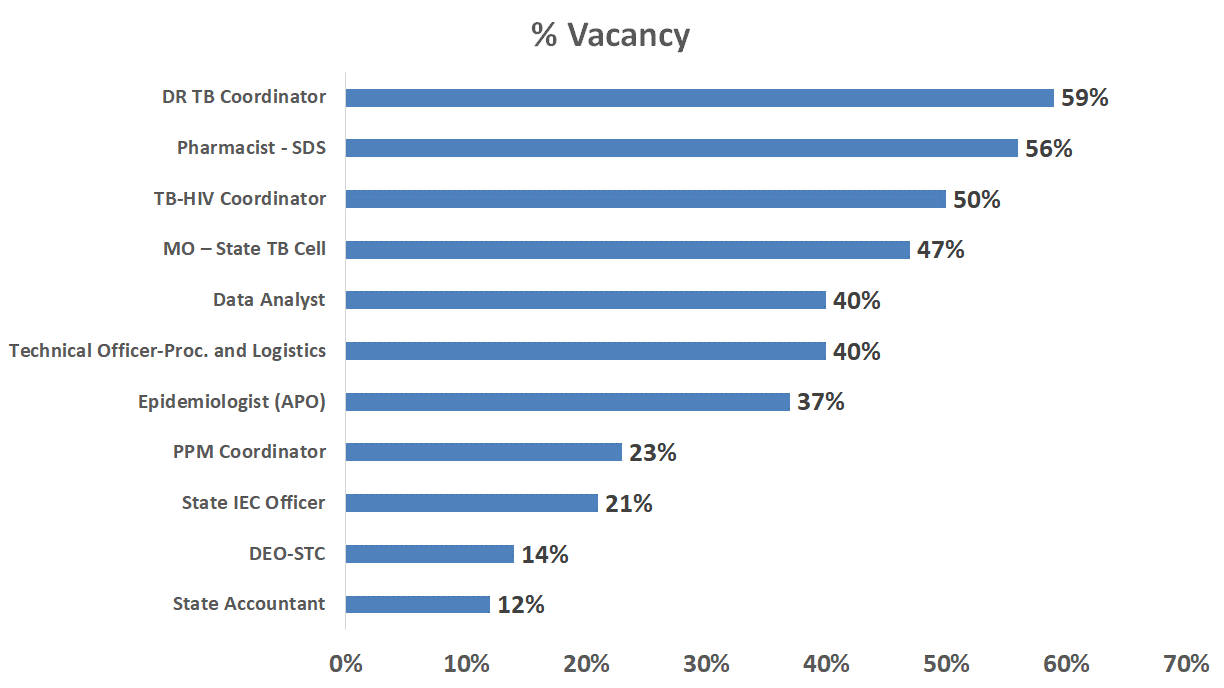 % Vacancy
DR TB Coordinator 59%
Pharmacist - SDS 56%
TB-HIV Coordinator 50%
MO – State TB Cell 47%
Data Analyst 40%
Technical Officer-Proc. and Logistics 40%
Epidemiologist (APO) 37%
PPM Coordinator 23%
State IEC Officer 21%
DEO-STC 14%
State Accountant 12%
0% 10% 20% 30% 40% 50% 60% 70%